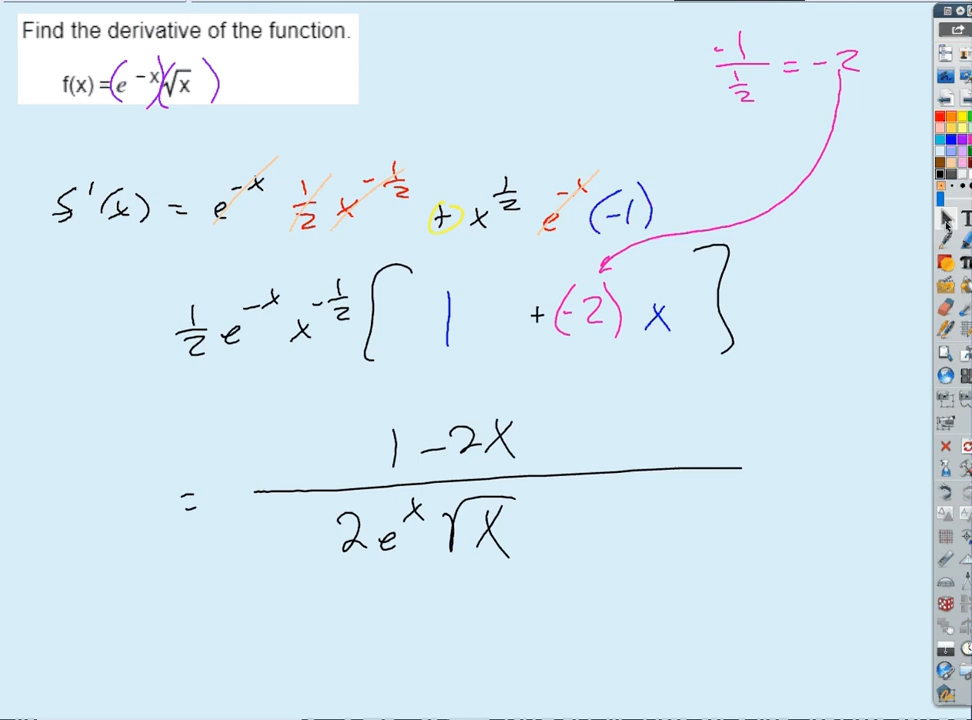 Find the derivative of the function.
f(x) = (e^{-x})(√x)
-1/(1/2) = -2
f'(x) = e^{-x} 1/2 x^{-1/2} + x^{1/2} e^{-x} (-1)
1/2 e^{-x} x^{-1/2} [ 1 + (-2) x ]
= (1 - 2x)/(2e^x √x)